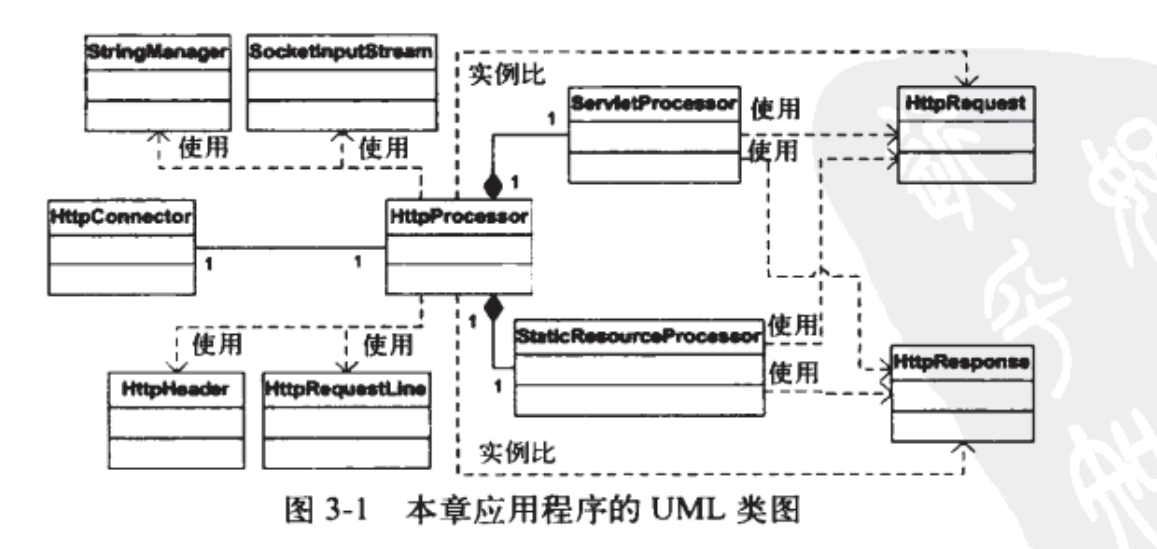 StringManager
SocketInputStream
实例比
ServletProcessor
使用
HttpRequest
1
使用
使用
使用
1
HttpConnector
HttpProcessor
1
1
1
使用
使用
StaticResourceProcessor
使用
HttpResponse
HttpHeader
HttpRequestLine
1
使用
实例比
图 3-1 本章应用程序的 UML 类图